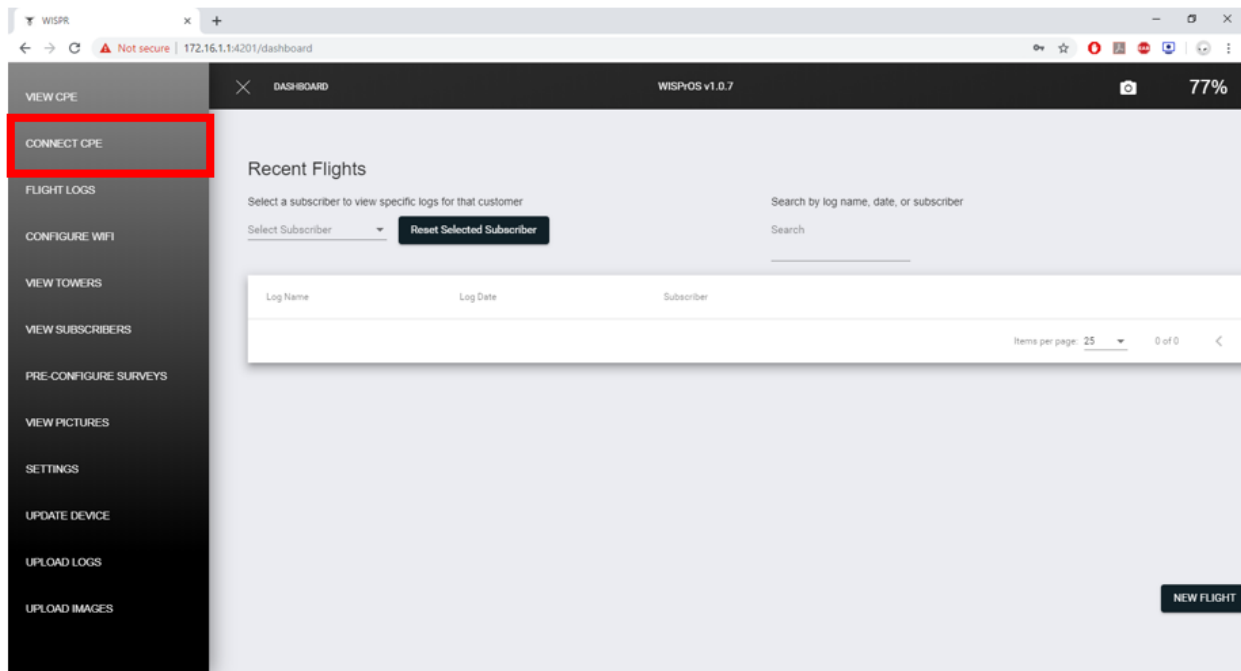 WISPR
Not secure | 172.16.1.1:4201/dashboard
VIEW CPE
CONNECT CPE
FLIGHT LOGS
CONFIGURE WIFI
VIEW TOWERS
VIEW SUBSCRIBERS
PRE-CONFIGURE SURVEYS
VIEW PICTURES
SETTINGS
UPDATE DEVICE
UPLOAD LOGS
UPLOAD IMAGES
DASHBOARD
WISPrOS v1.0.7
77%
Recent Flights
Select a subscriber to view specific logs for that customer
Search by log name, date, or subscriber
Select Subscriber
Reset Selected Subscriber
Search
Log Name
Log Date
Subscriber
Items per page: 25
0 of 0
NEW FLIGHT